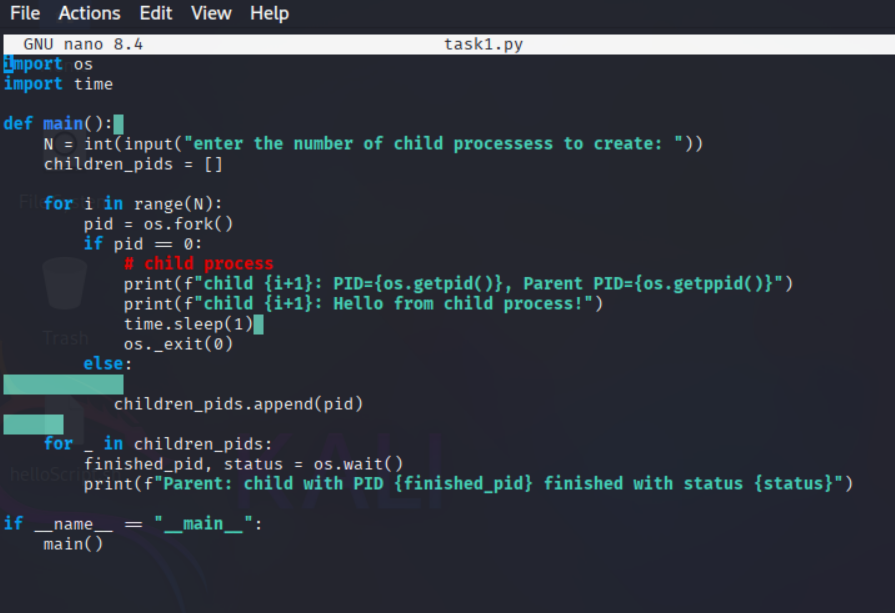 File Actions Edit View Help
GNU nano 8.4 task1.py
import os
import time
def main():
    N = int(input("enter the number of child processess to create: "))
    children_pids = []
    for i in range(N):
        pid = os.fork()
        if pid == 0:
            # child process
            print(f"child {i+1}: PID={os.getpid()}, Parent PID={os.getppid()}")
            print(f"child {i+1}: Hello from child process!")
            time.sleep(1)
            os._exit(0)
Trash
        else:
           children_pids.append(pid)
    for _ in children_pids:
        finished_pid, status = os.wait()
        print(f"Parent: child with PID {finished_pid} finished with status {status}")
KALI
if __name__ == "__main__":
    main()